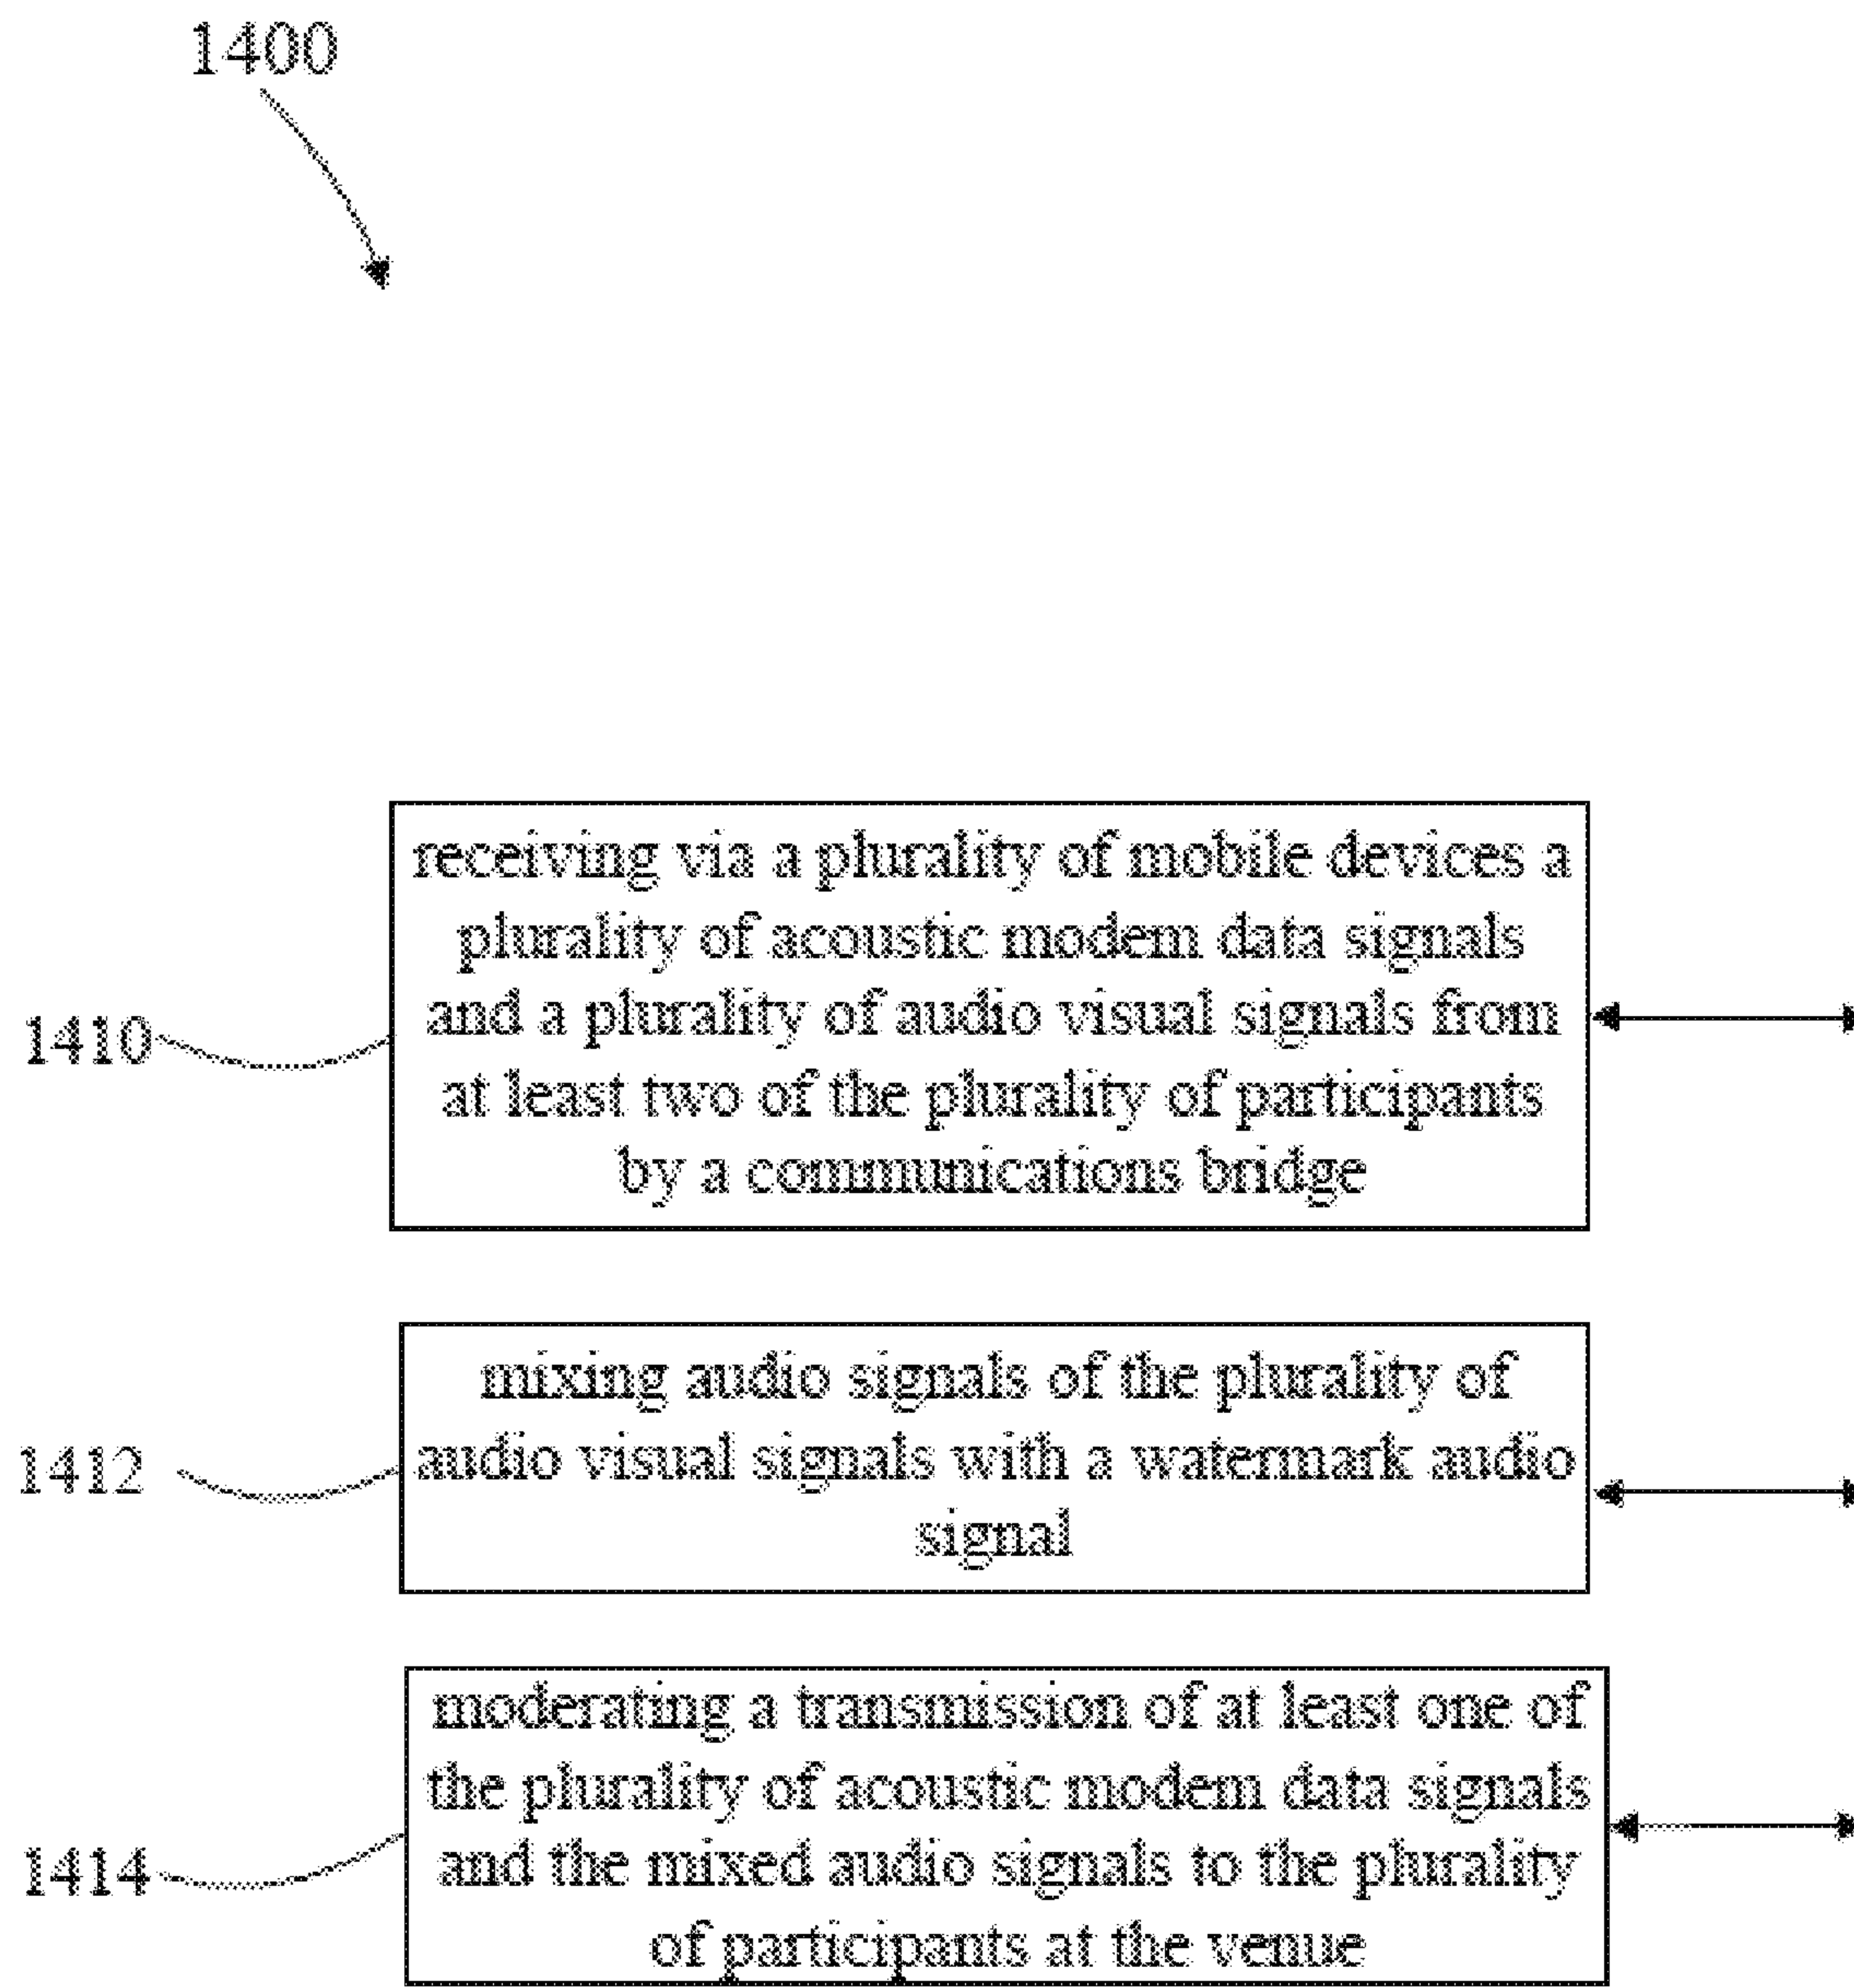 1400
receiving via a plurality of mobile devices a
plurality of acoustic modem data signals
and a plurality of audio visual signals from
at least two of the plurality of participants
by a communications bridge
1410
mixing audio signals of the plurality of
audio visual signals with a watermark audio
signal
1412
moderating a transmission of at least one of
the plurality of acoustic modem data signals
and the mixed audio signals to the plurality
of participants at the venue
1414